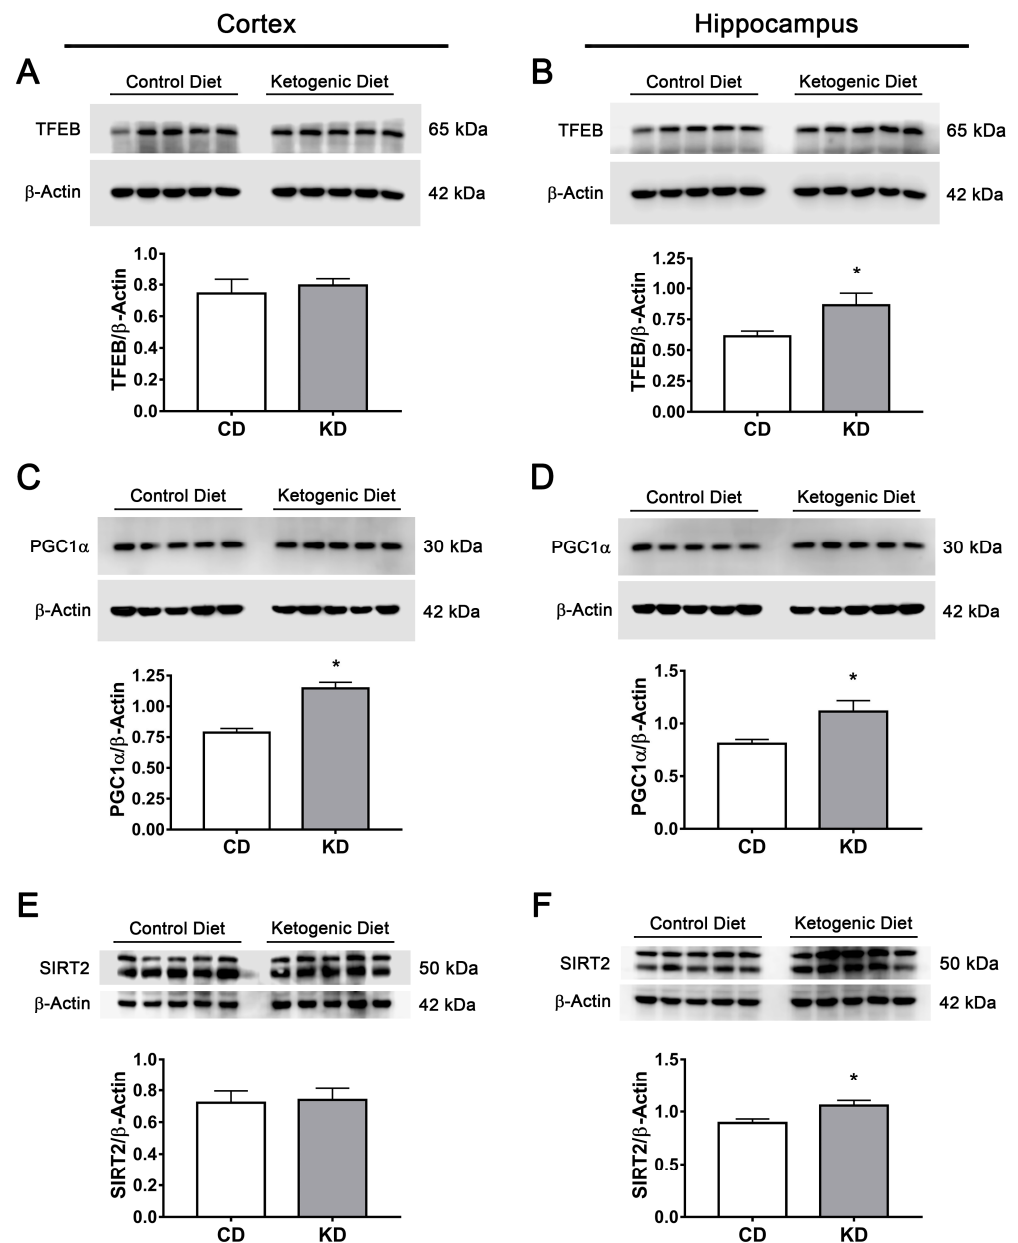 Cortex
Hippocampus
A
Control Diet
Ketogenic Diet
TFEB
65 kDa
β-Actin
42 kDa
1.0
0.8
0.6
0.4
0.2
0.0
TFEB/β-Actin
CD
KD
B
Control Diet
Ketogenic Diet
TFEB
65 kDa
β-Actin
42 kDa
1.25
1.00
0.75
0.50
0.25
0.00
TFEB/β-Actin
*
CD
KD
C
Control Diet
Ketogenic Diet
PGC1α
30 kDa
β-Actin
42 kDa
1.25
1.00
0.75
0.50
0.25
0.00
PGC1α/β-Actin
*
CD
KD
D
Control Diet
Ketogenic Diet
PGC1α
30 kDa
β-Actin
42 kDa
1.5
1.0
0.5
0.0
PGC1α/β-Actin
*
CD
KD
E
Control Diet
Ketogenic Diet
SIRT2
50 kDa
β-Actin
42 kDa
1.0
0.8
0.6
0.4
0.2
0.0
SIRT2/β-Actin
CD
KD
F
Control Diet
Ketogenic Diet
SIRT2
50 kDa
β-Actin
42 kDa
1.5
1.0
0.5
0.0
SIRT2/β-Actin
*
CD
KD